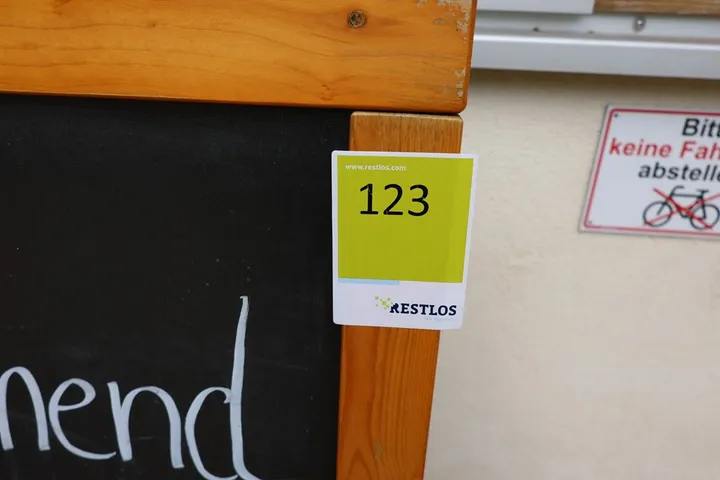 www.restlos.com
123
RESTLOS
nend
Bitt
keine Fah
abstelle